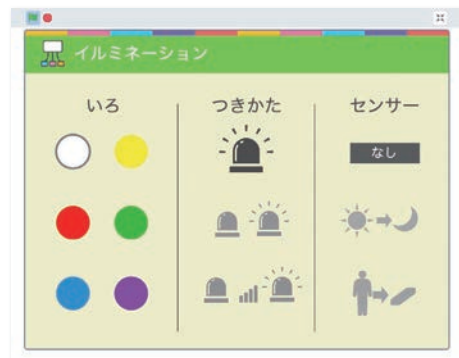 イルミネーション
いろ
つきかた
センサー
なし